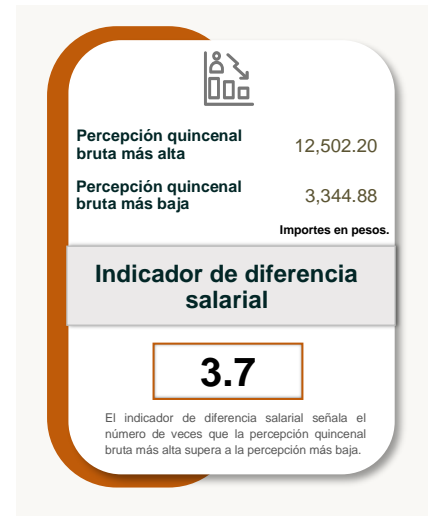 Percepción quincenal
bruta más alta
12,502.20
Percepción quincenal
bruta más baja
3,344.88
Importes en pesos.
Indicador de diferencia
salarial
3.7
El indicador de diferencia salarial señala el
número de veces que la percepción quincenal
bruta más alta supera a la percepción más baja.